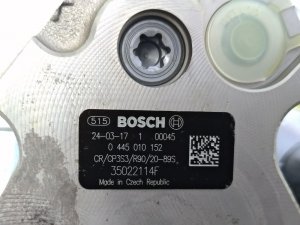 515 BOSCH
24-03-17 1 00045
0 445 010 152
CR/CP3S3/R90/20-89S
35022114F
Made in Czech Republic